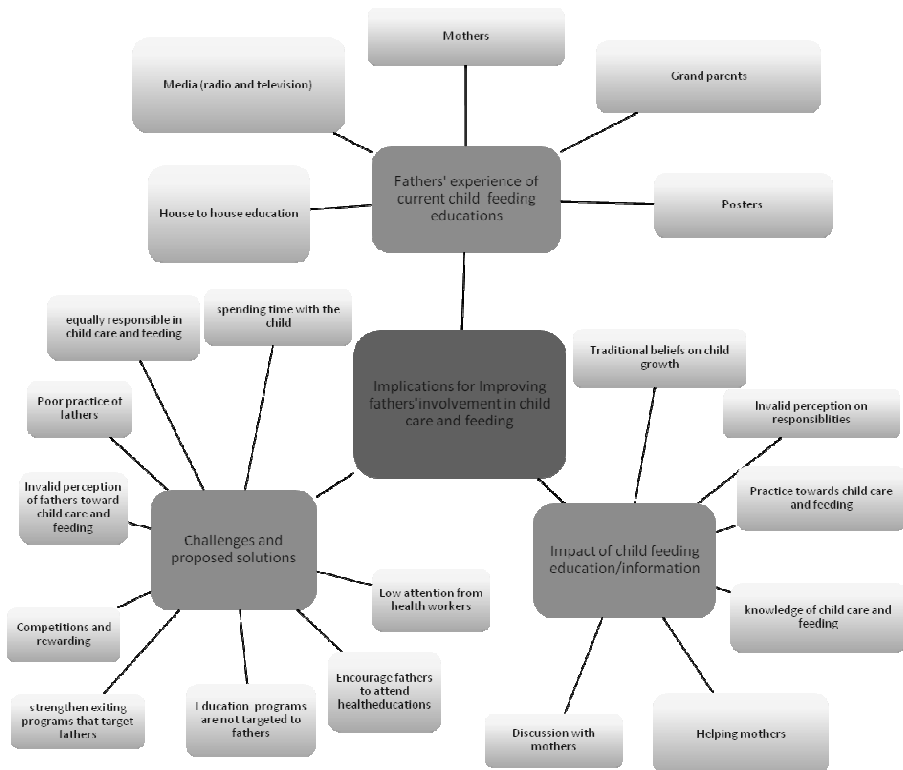 Mothers
Media (radio and television)
Grand parents
Fathers' experience of
current child feeding
educations
House to house education
Posters
equally responsible in
child care and feeding
spending time with the
child
Implications for Improving
fathers'involvement in child
care and feeding
Traditional beliefs on child
growth
Poor practice of
fathers
Invalid perception on
responsiblities
Invalid perception
of fathers toward
child care and
feeding
Practice towards child care
and feeding
Challenges and
proposed solutions
Impact of child feeding
education/information
Low attention from
health workers
knowledge of child care and
feeding
Competitions and
rewarding
Encourage fathers
to attend
healtheducations
strengthen exiting
programs that target
fathers
Education programs
are not targeted to
fathers
Discussion with
mothers
Helping mothers